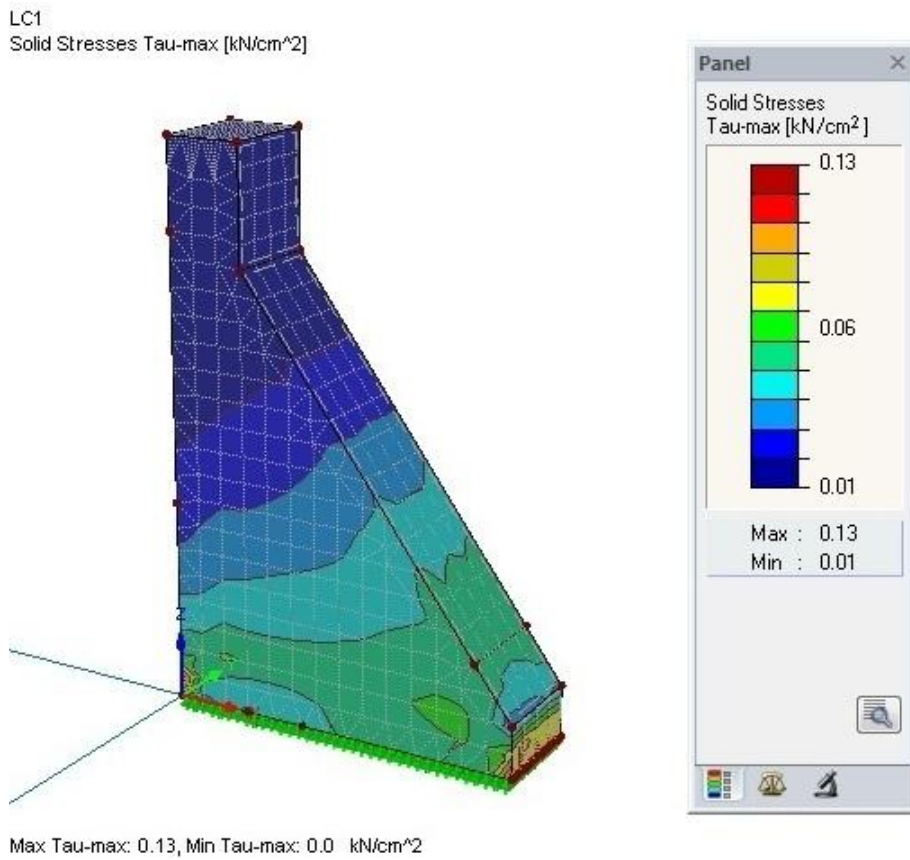 LC1
Solid Stresses Tau-max [kN/cm^2]
Panel
Solid Stresses
Tau-max [kN/cm²]
0.13
0.06
0.01
Max : 0.13
Min : 0.01
Z
Max Tau-max: 0.13, Min Tau-max: 0.0 kN/cm^2